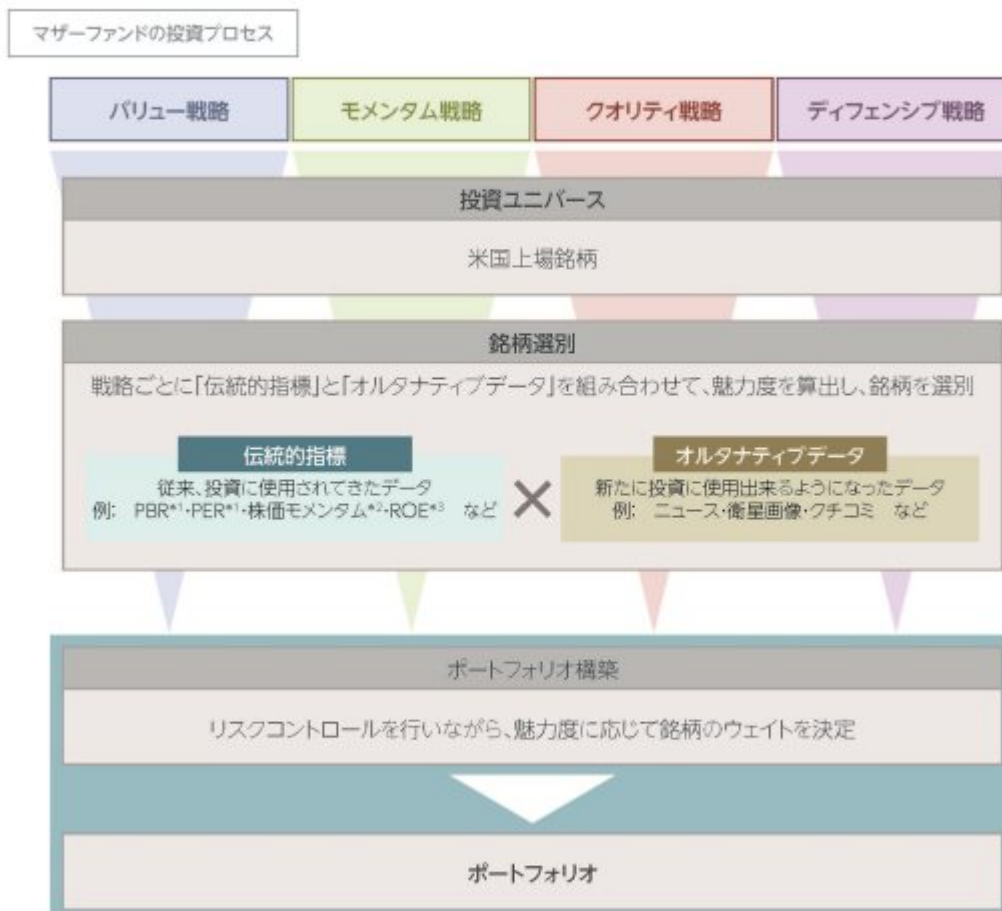 マザーファンドの投資プロセス
バリュー戦略
モメンタム戦略
クオリティ戦略
ディフェンシブ戦略
投資ユニバース
米国上場銘柄
銘柄選別
戦略ごとに「伝統的指標」と「オルタナティブデータ」を組み合わせて、魅力度を算出し、銘柄を選別
伝統的指標
従来、投資に使用されてきたデータ
例: PBR*1・PER*1・株価モメンタム*2・ROE*3 など
×
オルタナティブデータ
新たに投資に使用出来るようになったデータ
例: ニュース・衛星画像・クチコミ など
ポートフォリオ構築
リスクコントロールを行いながら、魅力度に応じて銘柄のウェイトを決定
ポートフォリオ